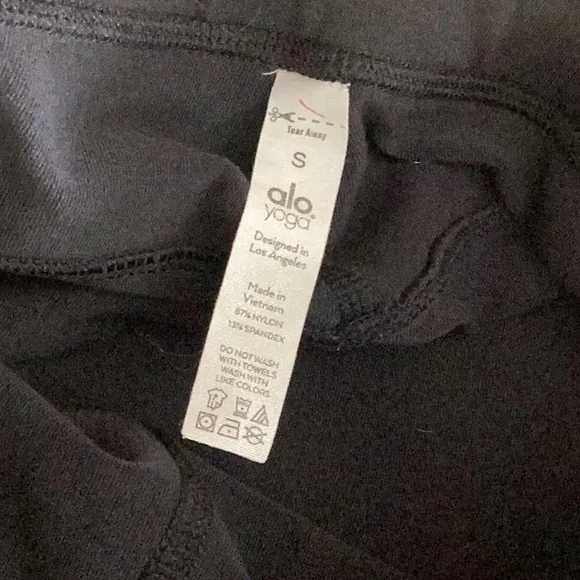 Tear Away
S
alo
yoga®
Designed in
Los Angeles
Made in
Vietnam
87% NYLON
13% SPANDEX
DO NOT WASH
WITH TOWELS
WASH WITH
LIKE COLORS